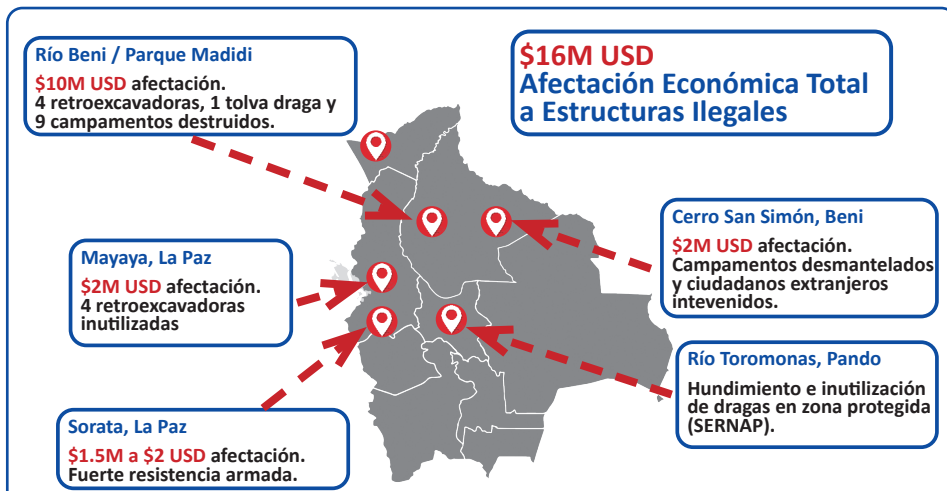 Río Beni / Parque Madidi
$10M USD afectación.
4 retroexcavadoras, 1 tolva draga y
9 campamentos destruidos.
$16M USD
Afectación Económica Total
a Estructuras Ilegales
Mayaya, La Paz
$2M USD afectación.
4 retroexcavadoras
inutilizadas
Cerro San Simón, Beni
$2M USD afectación.
Campamentos desmantelados
y ciudadanos extranjeros
intevenidos.
Río Toromonas, Pando
Hundimiento e inutilización
de dragas en zona protegida
(SERNAP).
Sorata, La Paz
$1.5M a $2 USD afectación.
Fuerte resistencia armada.